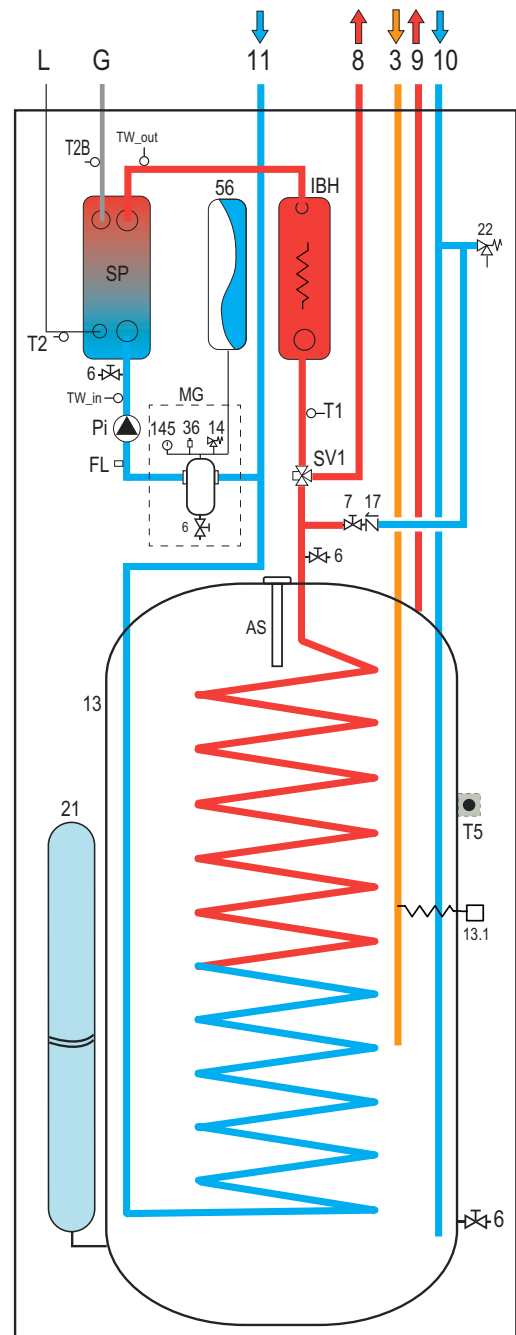 L G 11 8 3 9 10
T2B
TW_out
56
IBH
22
SP
T2
6
TW_in
MG
T1
Pi
145 36 14
SV1
FL
7 17
6
6
AS
13
21
T5
13.1
6